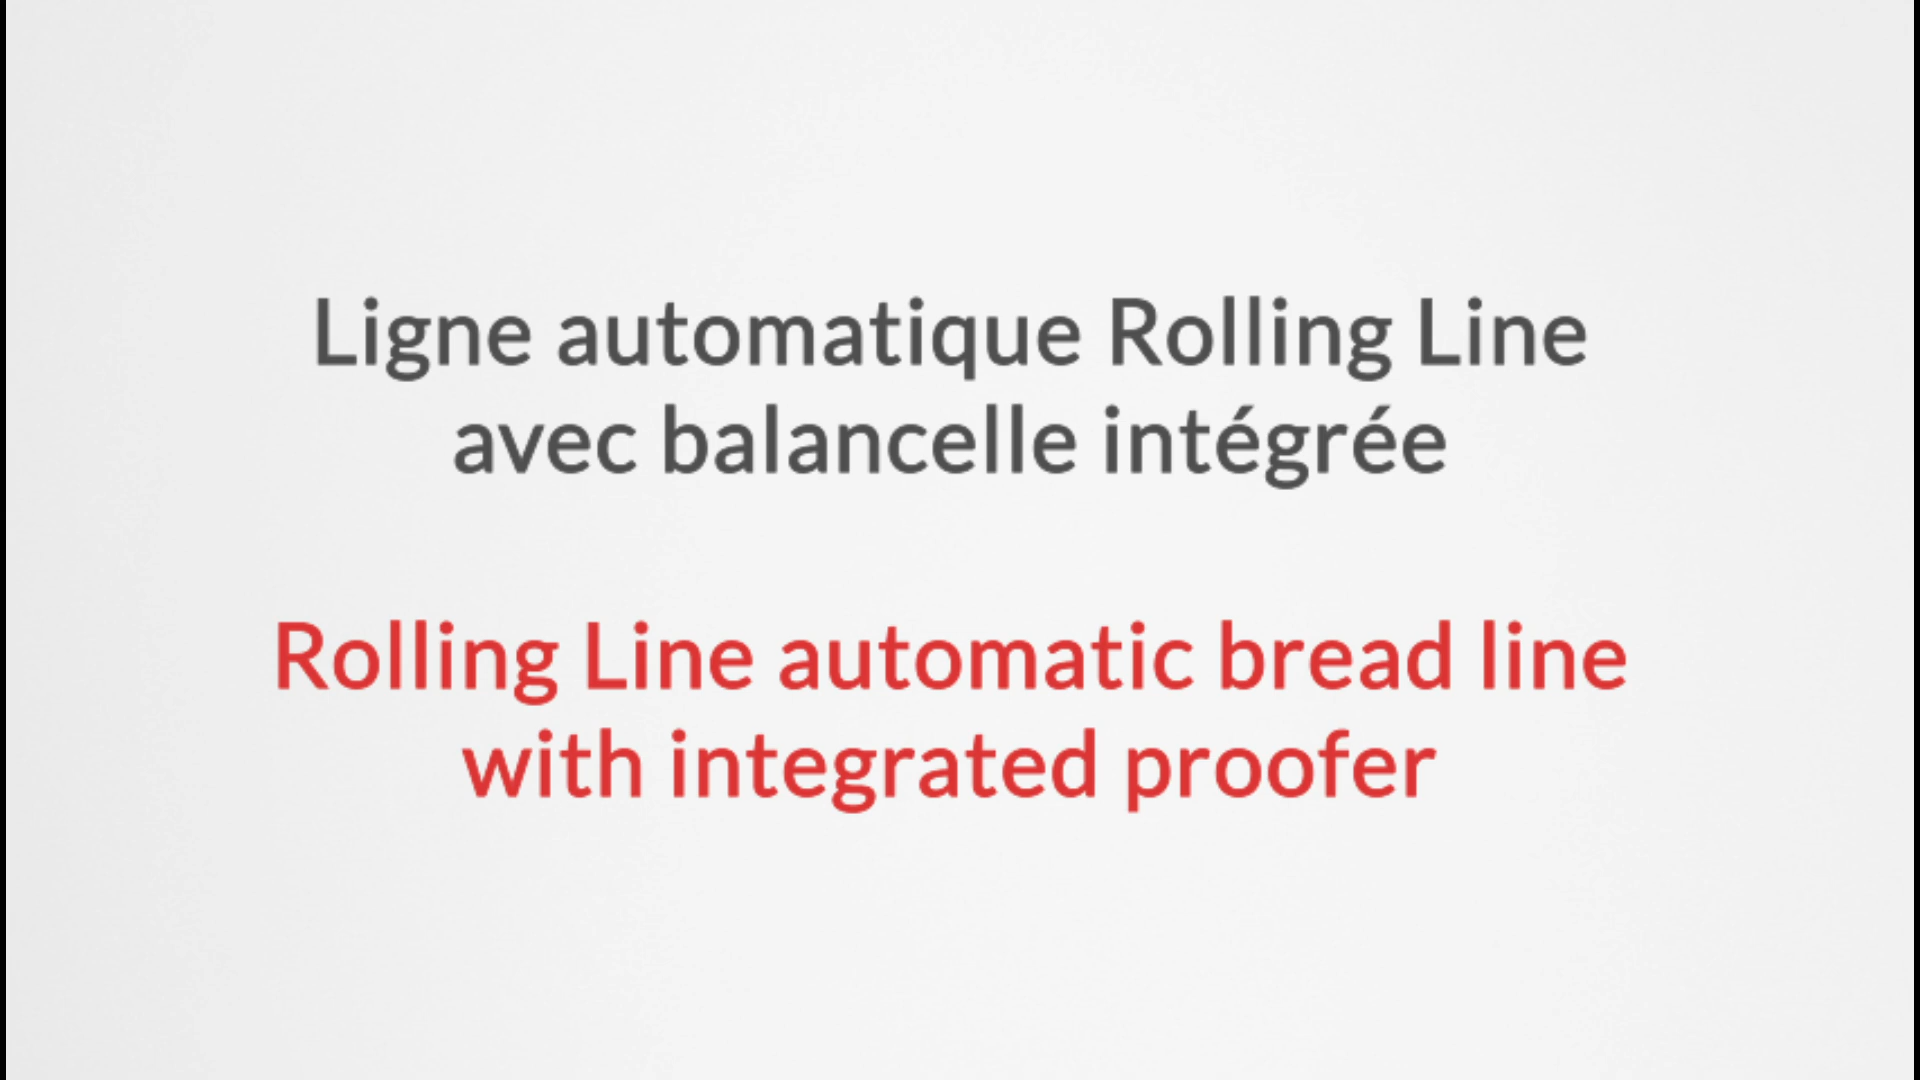 Ligne automatique Rolling Line
avec balancelle intégrée
Rolling Line automatic bread line
with integrated proofer